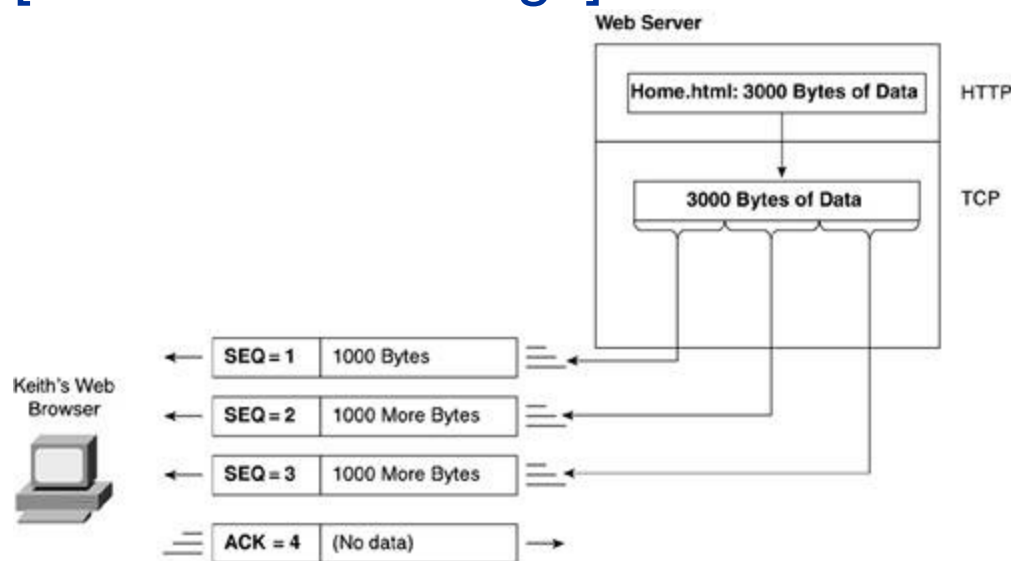 Web Server
Home.html: 3000 Bytes of Data
HTTP
3000 Bytes of Data
TCP
SEQ = 1
1000 Bytes
Keith's Web
Browser
SEQ = 2
1000 More Bytes
SEQ = 3
1000 More Bytes
ACK = 4
(No data)